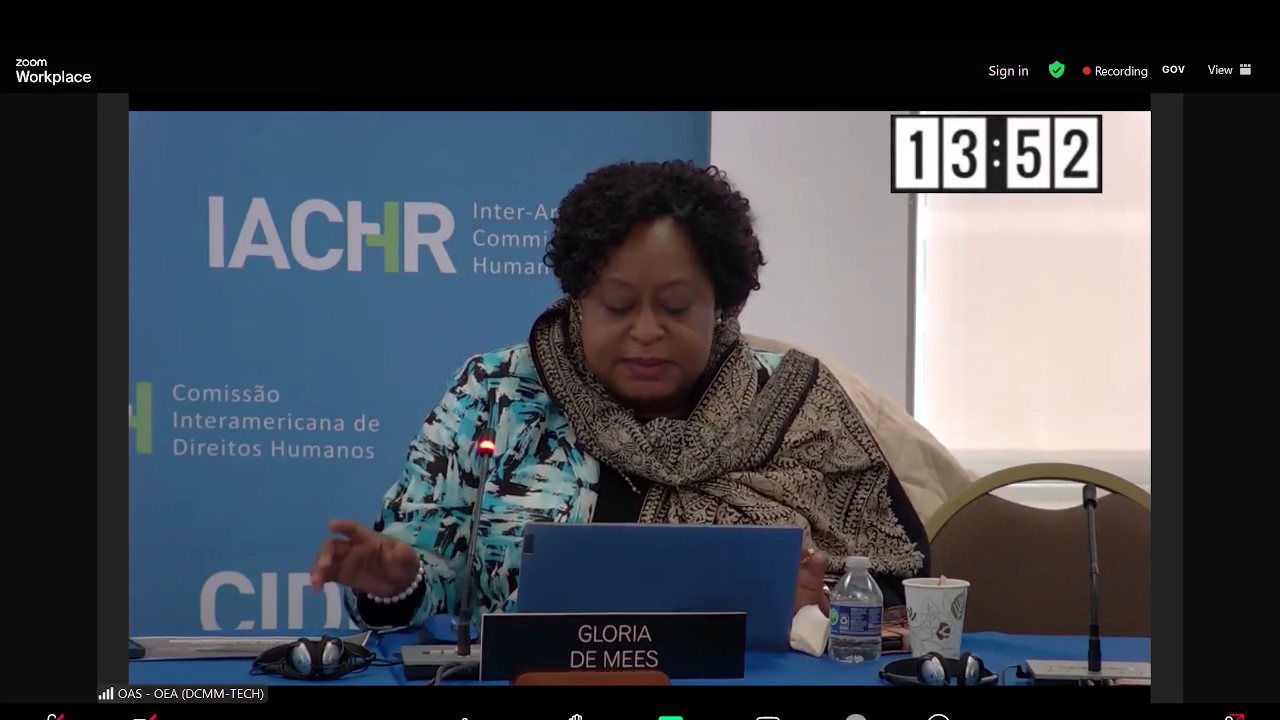 zoom
Workplace
Sign in
Recording
GOV
View
13:52
IACHR
Inter-Am
Commi
Human
Comissão
Interamericana de
Direitos Humanos
CID
GLORIA
DE MEES
OAS - OEA (DCMM-TECH)